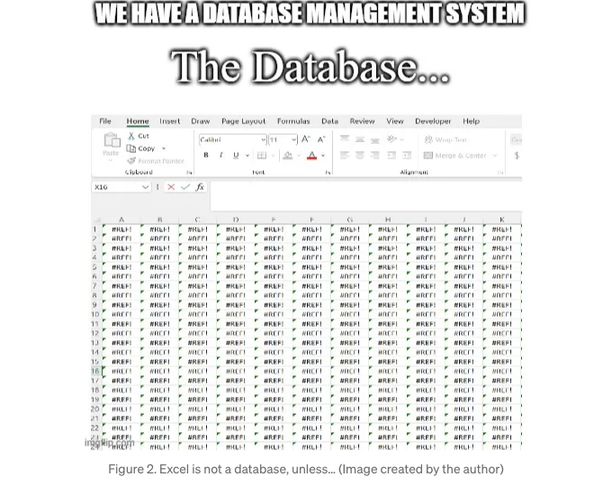 WE HAVE A DATABASE MANAGEMENT SYSTEM
The Database...
File Home Insert Draw Page Layout Formulas Data Review View Developer Help
Cut
Calibri 11 A A Wrap Text
Paste Copy
Format Painter B I U A Merge & Center $
Clipboard Font Alignment
X16 fx
A B C D E F G H I J K
1 #REF! #REF! #REF! #REF! #REF! #REF! #REF! #REF! #REF! #REF! #REF!
2 #REF! #REF! #REF! #REF! #REF! #REF! #REF! #REF! #REF! #REF! #REF!
3 #REF! #REF! #REF! #REF! #REF! #REF! #REF! #REF! #REF! #REF! #REF!
4 #REF! #REF! #REF! #REF! #REF! #REF! #REF! #REF! #REF! #REF! #REF!
5 #REF! #REF! #REF! #REF! #REF! #REF! #REF! #REF! #REF! #REF! #REF!
6 #REF! #REF! #REF! #REF! #REF! #REF! #REF! #REF! #REF! #REF! #REF!
7 #REF! #REF! #REF! #REF! #REF! #REF! #REF! #REF! #REF! #REF! #REF!
8 #REF! #REF! #REF! #REF! #REF! #REF! #REF! #REF! #REF! #REF! #REF!
9 #REF! #REF! #REF! #REF! #REF! #REF! #REF! #REF! #REF! #REF! #REF!
10 #REF! #REF! #REF! #REF! #REF! #REF! #REF! #REF! #REF! #REF! #REF!
11 #REF! #REF! #REF! #REF! #REF! #REF! #REF! #REF! #REF! #REF! #REF!
12 #REF! #REF! #REF! #REF! #REF! #REF! #REF! #REF! #REF! #REF! #REF!
13 #REF! #REF! #REF! #REF! #REF! #REF! #REF! #REF! #REF! #REF! #REF!
14 #REF! #REF! #REF! #REF! #REF! #REF! #REF! #REF! #REF! #REF! #REF!
15 #REF! #REF! #REF! #REF! #REF! #REF! #REF! #REF! #REF! #REF! #REF!
16 #REF! #REF! #REF! #REF! #REF! #REF! #REF! #REF! #REF! #REF! #REF!
17 #REF! #REF! #REF! #REF! #REF! #REF! #REF! #REF! #REF! #REF! #REF!
18 #REF! #REF! #REF! #REF! #REF! #REF! #REF! #REF! #REF! #REF! #REF!
19 #REF! #REF! #REF! #REF! #REF! #REF! #REF! #REF! #REF! #REF! #REF!
20 #REF! #REF! #REF! #REF! #REF! #REF! #REF! #REF! #REF! #REF! #REF!
21 #REF! #REF! #REF! #REF! #REF! #REF! #REF! #REF! #REF! #REF! #REF!
22 #REF! #REF! #REF! #REF! #REF! #REF! #REF! #REF! #REF! #REF! #REF!
23 #REF! #REF! #REF! #REF! #REF! #REF! #REF! #REF! #REF! #REF! #REF!
24 #REF! #REF! #REF! #REF! #REF! #REF! #REF! #REF! #REF! #REF! #REF!
imgflip.com
Figure 2. Excel is not a database, unless... (Image created by the author)